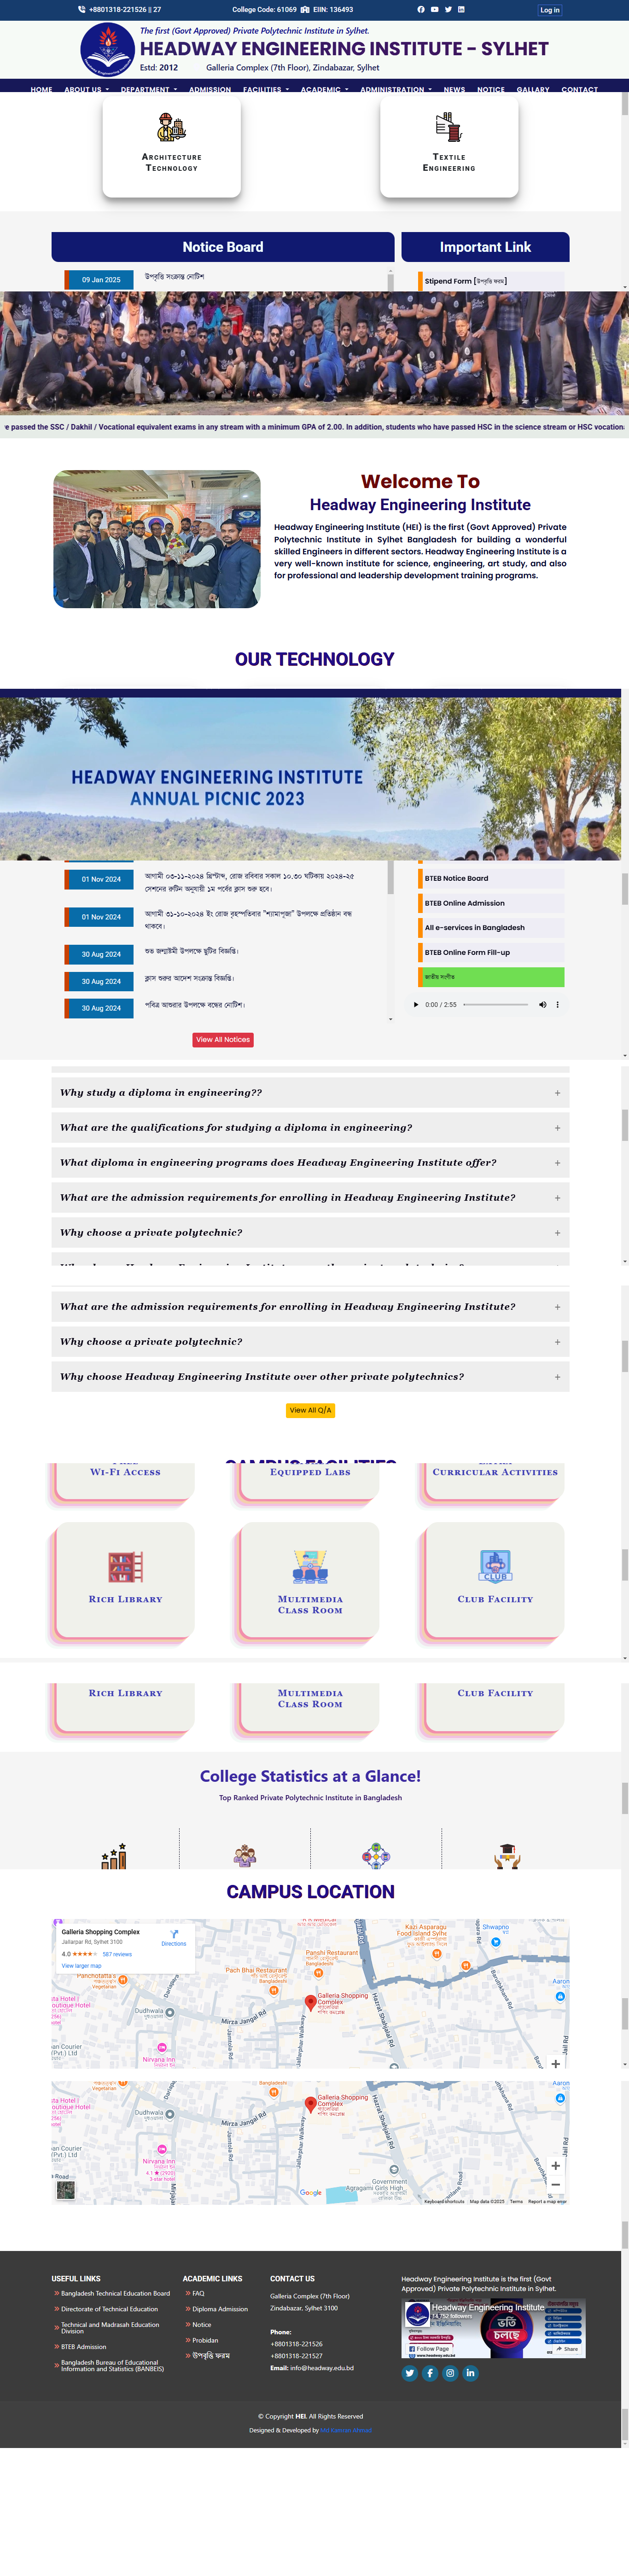 +8801318-221526 || 27
College Code: 61069 EIIN: 136493
Log in
The first (Govt Approved) Private Polytechnic Institute in Sylhet.
HEADWAY ENGINEERING INSTITUTE - SYLHET
Estd: 2012 Galleria Complex (7th Floor), Zindabazar, Sylhet
HOME ABOUT US DEPARTMENT ADMISSION FACILITIES ACADEMIC ADMINISTRATION NEWS NOTICE GALLARY CONTACT
Architecture
Technology
Textile
Engineering
Notice Board
Important Link
09 Jan 2025 উপবৃত্তি সংক্রান্ত নোটিশ
Stipend Form [উপবৃত্তি ফরম]
passed the SSC / Dakhil / Vocational equivalent exams in any stream with a minimum GPA of 2.00. In addition, students who have passed HSC in the science stream or HSC
Welcome To
Headway Engineering Institute
Headway Engineering Institute (HEI) is the first (Govt Approved) Private
Polytechnic Institute in Sylhet Bangladesh for building a wonderful
skilled Engineers in different sectors. Headway Engineering Institute is a
very well-known institute for science, engineering, art study, and also
for professional and leadership development training programs.
OUR TECHNOLOGY
HEADWAY ENGINEERING INSTITUTE
ANNUAL PICNIC 2023
01 Nov 2024 আগামী ০৩-১১-২০২৪ খ্রিস্টাব্দ, রোজ রবিবার সকাল ১০.৩০ ঘটিকায় ২০২৪-২৫
সেশনের রুটিন অনুযায়ী ১ম পর্বের ক্লাস শুরু হবে।
01 Nov 2024 আগামী ৩১-১০-২০২৪ ইং রোজ বৃহস্পতিবার "শ্যামাপূজা" উপলক্ষে প্রতিষ্ঠান বন্ধ
থাকবে।
30 Aug 2024 শুভ জন্মাষ্টমী উপলক্ষে ছুটির বিজ্ঞপ্তি।
30 Aug 2024 ক্লাস শুরুর আদেশ সংক্রান্ত বিজ্ঞপ্তি।
30 Aug 2024 পবিত্র আশুরার উপলক্ষে বন্ধের নোটিশ।
View All Notices
BTEB Notice Board
BTEB Online Admission
All e-services in Bangladesh
BTEB Online Form Fill-up
জাতীয় সংগীত
0:00 / 2:55
Why study a diploma in engineering??
What are the qualifications for studying a diploma in engineering?
What diploma in engineering programs does Headway Engineering Institute offer?
What are the admission requirements for enrolling in Headway Engineering Institute?
Why choose a private polytechnic?
What are the admission requirements for enrolling in Headway Engineering Institute?
Why choose a private polytechnic?
Why choose Headway Engineering Institute over other private polytechnics?
View All Q/A
CAMPUS FACILITIES
Wi-Fi Access
Equipped Labs
Curricular Activities
Rich Library
Multimedia
Class Room
Club Facility
CLUB
Rich Library
Multimedia
Class Room
Club Facility
College Statistics at a Glance!
Top Ranked Private Polytechnic Institute in Bangladesh
CAMPUS LOCATION
Galleria Shopping Complex
Jallarpar Rd, Sylhet 3100
4.0 587 reviews
View larger map
Directions
Kazi Asparagu
Food Island Sylhe
Shwapno
Panshi Restaurant
Bangladeshi
Pach Bhai Restaurant
Bangladeshi
Panchokhatta's
Vegetarian
Aaron
Galleria Shopping
Complex
Dudhwala
Mirza Jangal Rd
Hazrat Shahjalal Rd
Jallarpar Walkway
Jail Rd
Nirvana Inn
Bangladeshi
Galleria Shopping
Complex
Mirza Jangal Rd
Dudhwala
Nirvana Inn
3-star hotel
Government
Agragami Girls High
Google
Keyboard shortcuts Map data ©2025 Terms Report a map error
USEFUL LINKS
Bangladesh Technical Education Board
Directorate of Technical Education
Technical and Madrasah Education
Division
BTEB Admission
Bangladesh Bureau of Educational
Information and Statistics (BANBEIS)
ACADEMIC LINKS
FAQ
Diploma Admission
Notice
Probidan
উপবৃত্তি ফরম
CONTACT US
Galleria Complex (7th Floor)
Zindabazar, Sylhet 3100
Phone:
+8801318-221526
+8801318-221527
Email: info@headway.edu.bd
Headway Engineering Institute is the first (Govt
Approved) Private Polytechnic Institute in Sylhet.
Headway Engineering Institute
ভর্তি
চলছে
Follow Page
Share
© Copyright HEI. All Rights Reserved
Designed & Developed by